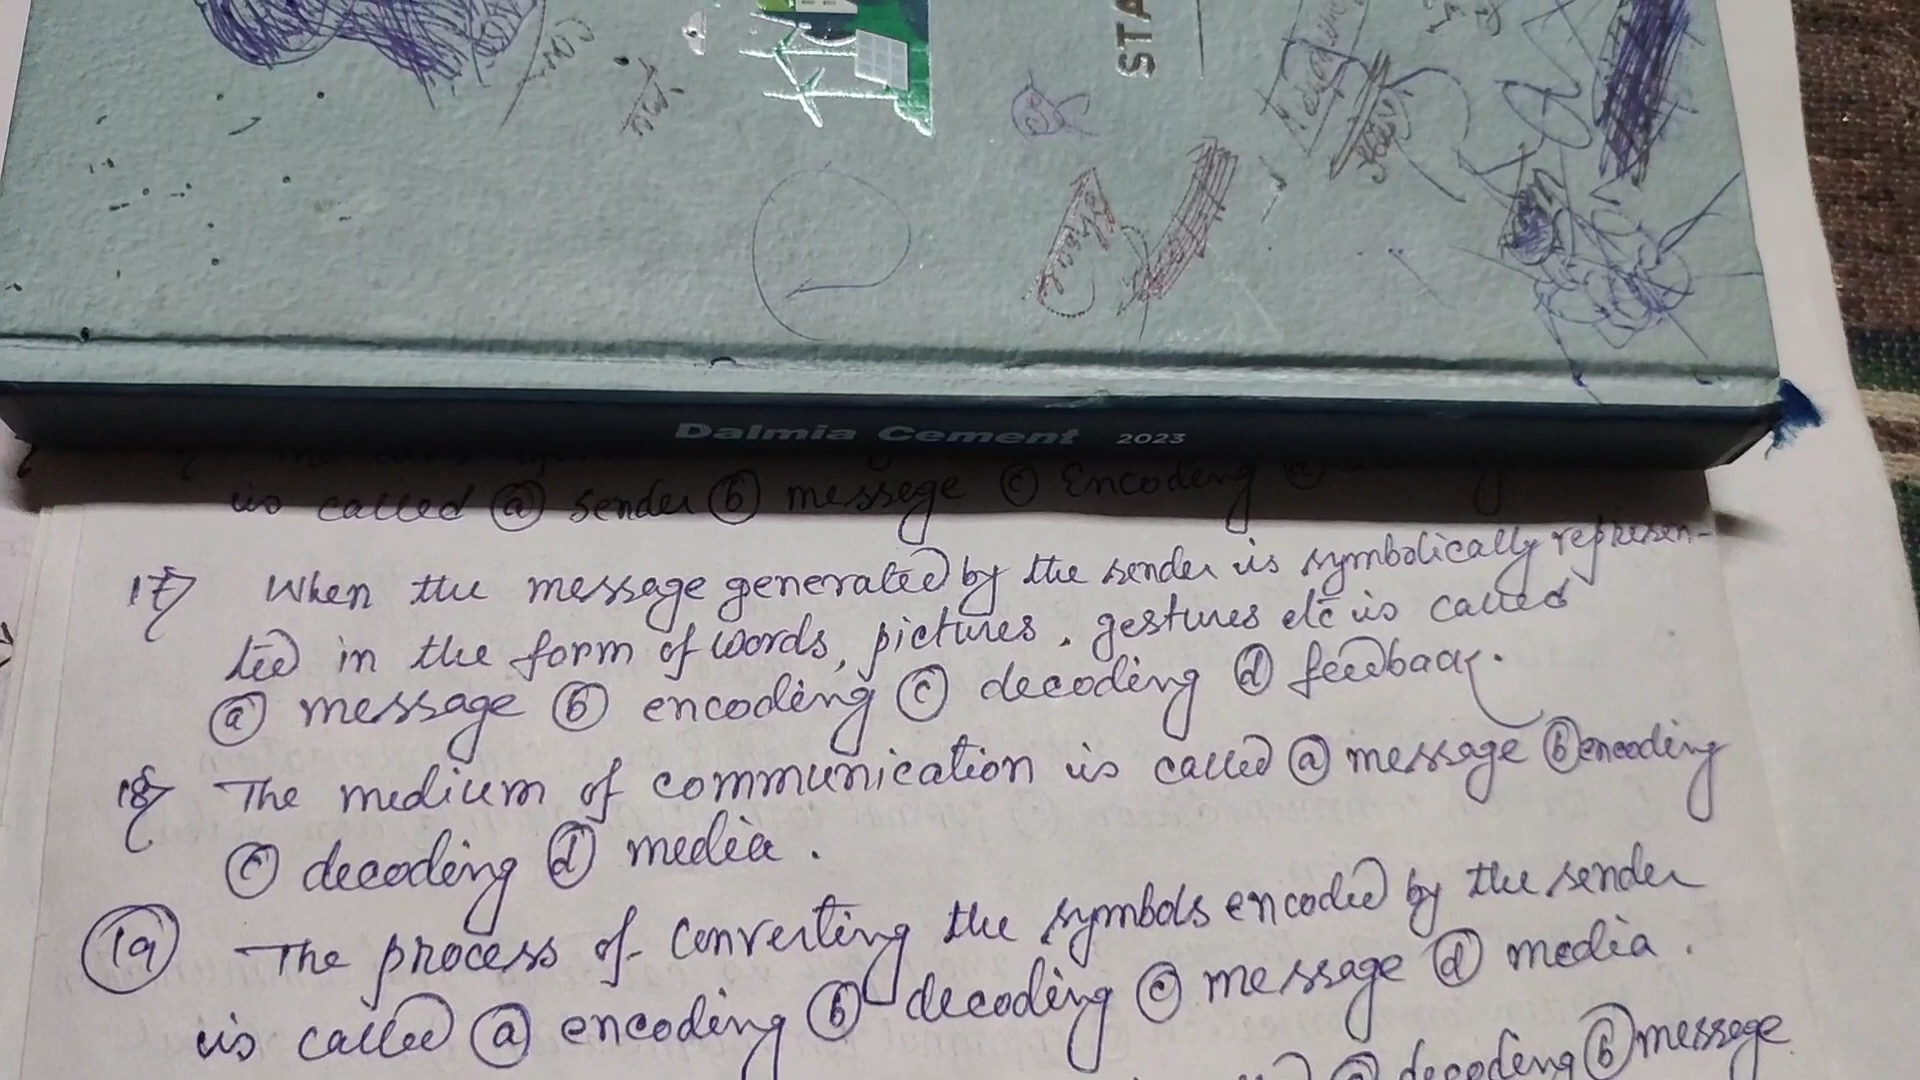 STA
Dalmia Cement 2023
is called ⓐ sender ⓑ messege ⓒ Encoding ⓓ
17) When the message generated by the sender is symbolically represen-
ted in the form of words, pictures, gestures etc is called
ⓐ message ⓑ encoding ⓒ decoding ⓓ feedback.
18) The medium of communication is called ⓐ message ⓑ encoding
ⓒ decoding ⓓ media.
19 The process of converting the symbols encoded by the sender
is called ⓐ encoding ⓑ decoding ⓒ message ⓓ media.
ⓐ decoding ⓑ message